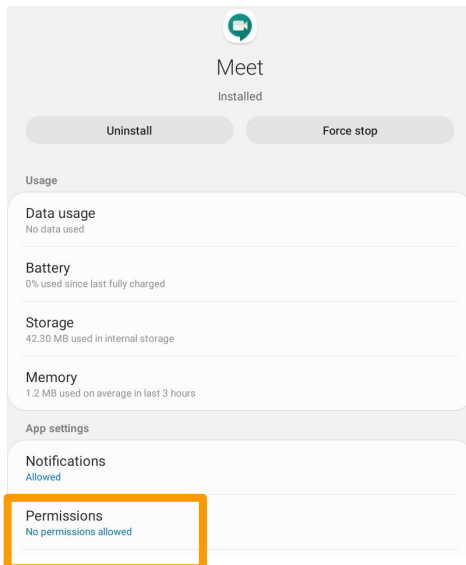 Meet
Installed
Uninstall
Force stop
Usage
Data usage
No data used
Battery
0% used since last fully charged
Storage
42.30 MB used in internal storage
Memory
1.2 MB used on average in last 3 hours
App settings
Notifications
Allowed
Permissions
No permissions allowed